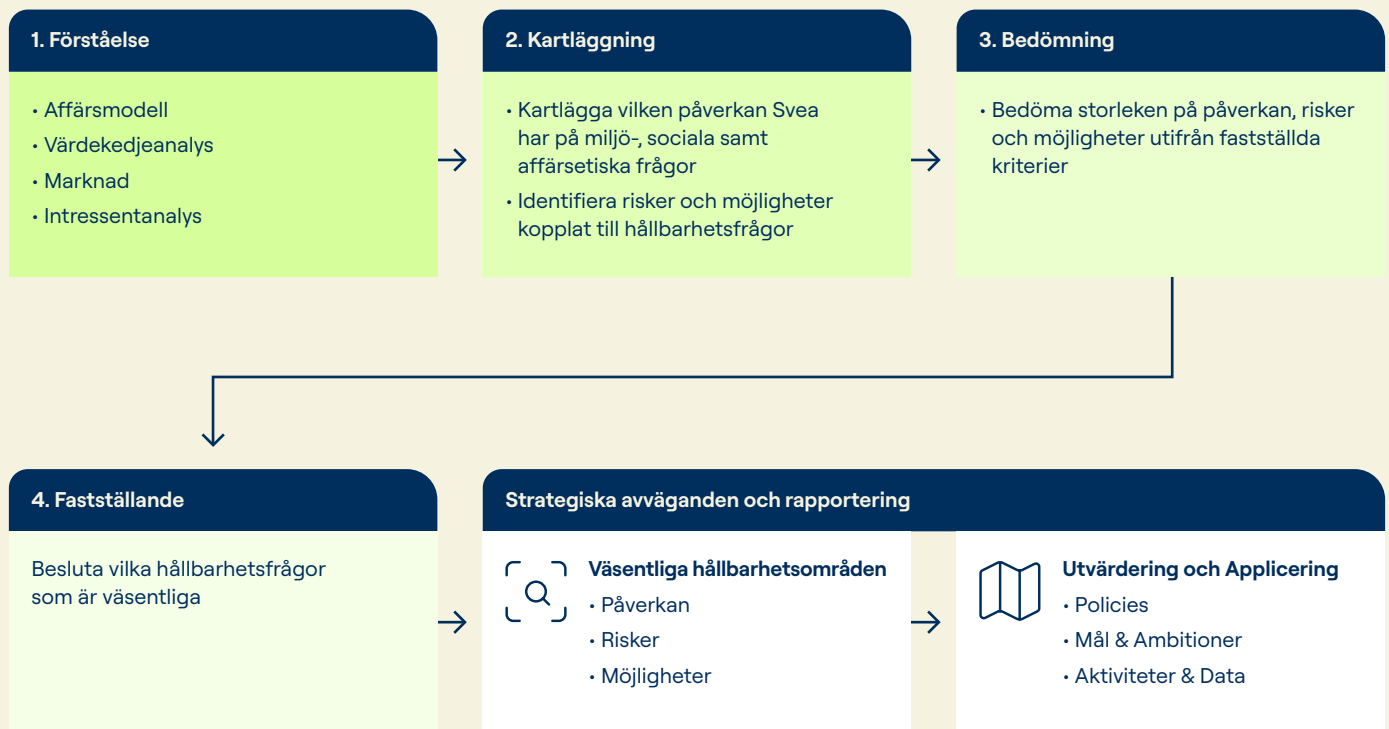 1. Förståelse
• Affärsmodell
• Värdekedjeanalys
• Marknad
• Intressentanalys
2. Kartläggning
• Kartlägga vilken påverkan Svea
har på miljö-, sociala samt
affärsetiska frågor
• Identifiera risker och möjligheter
kopplat till hållbarhetsfrågor
3. Bedömning
• Bedöma storleken på påverkan, risker
och möjligheter utifrån fastställda
kriterier
4. Fastställande
Besluta vilka hållbarhetsfrågor
som är väsentliga
Strategiska avväganden och rapportering
Väsentliga hållbarhetsområden
• Påverkan
• Risker
• Möjligheter
Utvärdering och Applicering
• Policies
• Mål & Ambitioner
• Aktiviteter & Data